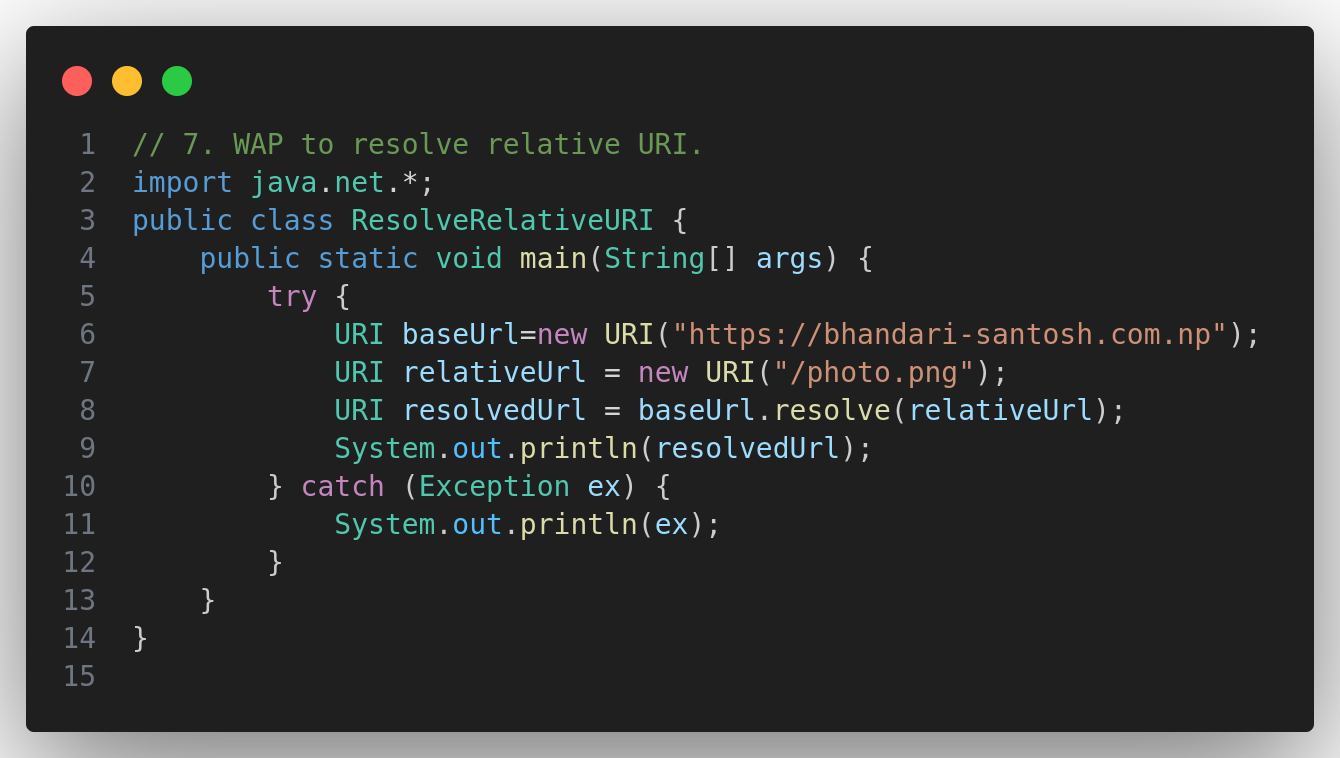 1 // 7. WAP to resolve relative URI.
2 import java.net.*;
3 public class ResolveRelativeURI {
4     public static void main(String[] args) {
5         try {
6             URI baseUrl=new URI("https://bhandari-santosh.com.np");
7             URI relativeUrl = new URI("/photo.png");
8             URI resolvedUrl = baseUrl.resolve(relativeUrl);
9             System.out.println(resolvedUrl);
10         } catch (Exception ex) {
11             System.out.println(ex);
12         }
13     }
14 }
15